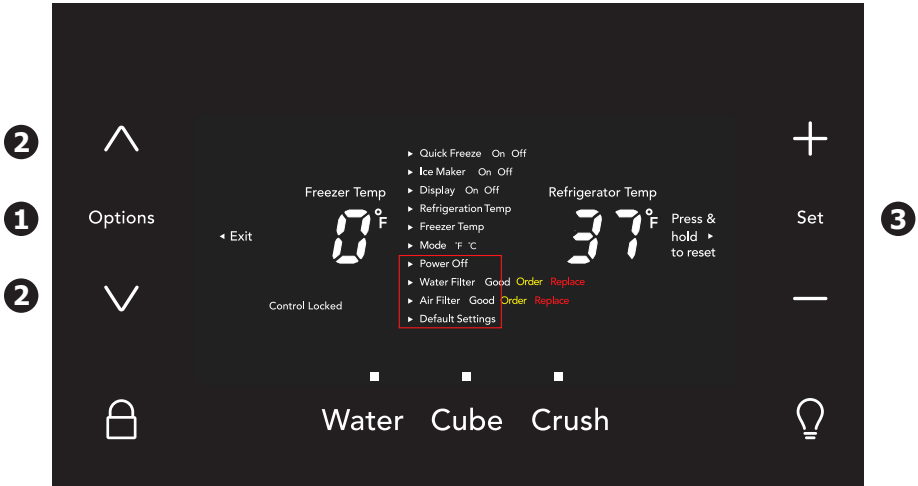 2
► Quick Freeze On Off
► Ice Maker On Off
Freezer Temp
► Display On Off
Refrigerator Temp
1
Options
◄ Exit
0°F
► Refrigeration Temp
► Freezer Temp
► Mode °F °C
37°F
Press &
hold ►
to reset
Set
3
► Power Off
2
► Water Filter Good Order Replace
Control Locked
► Air Filter Good Order Replace
► Default Settings
Water Cube Crush